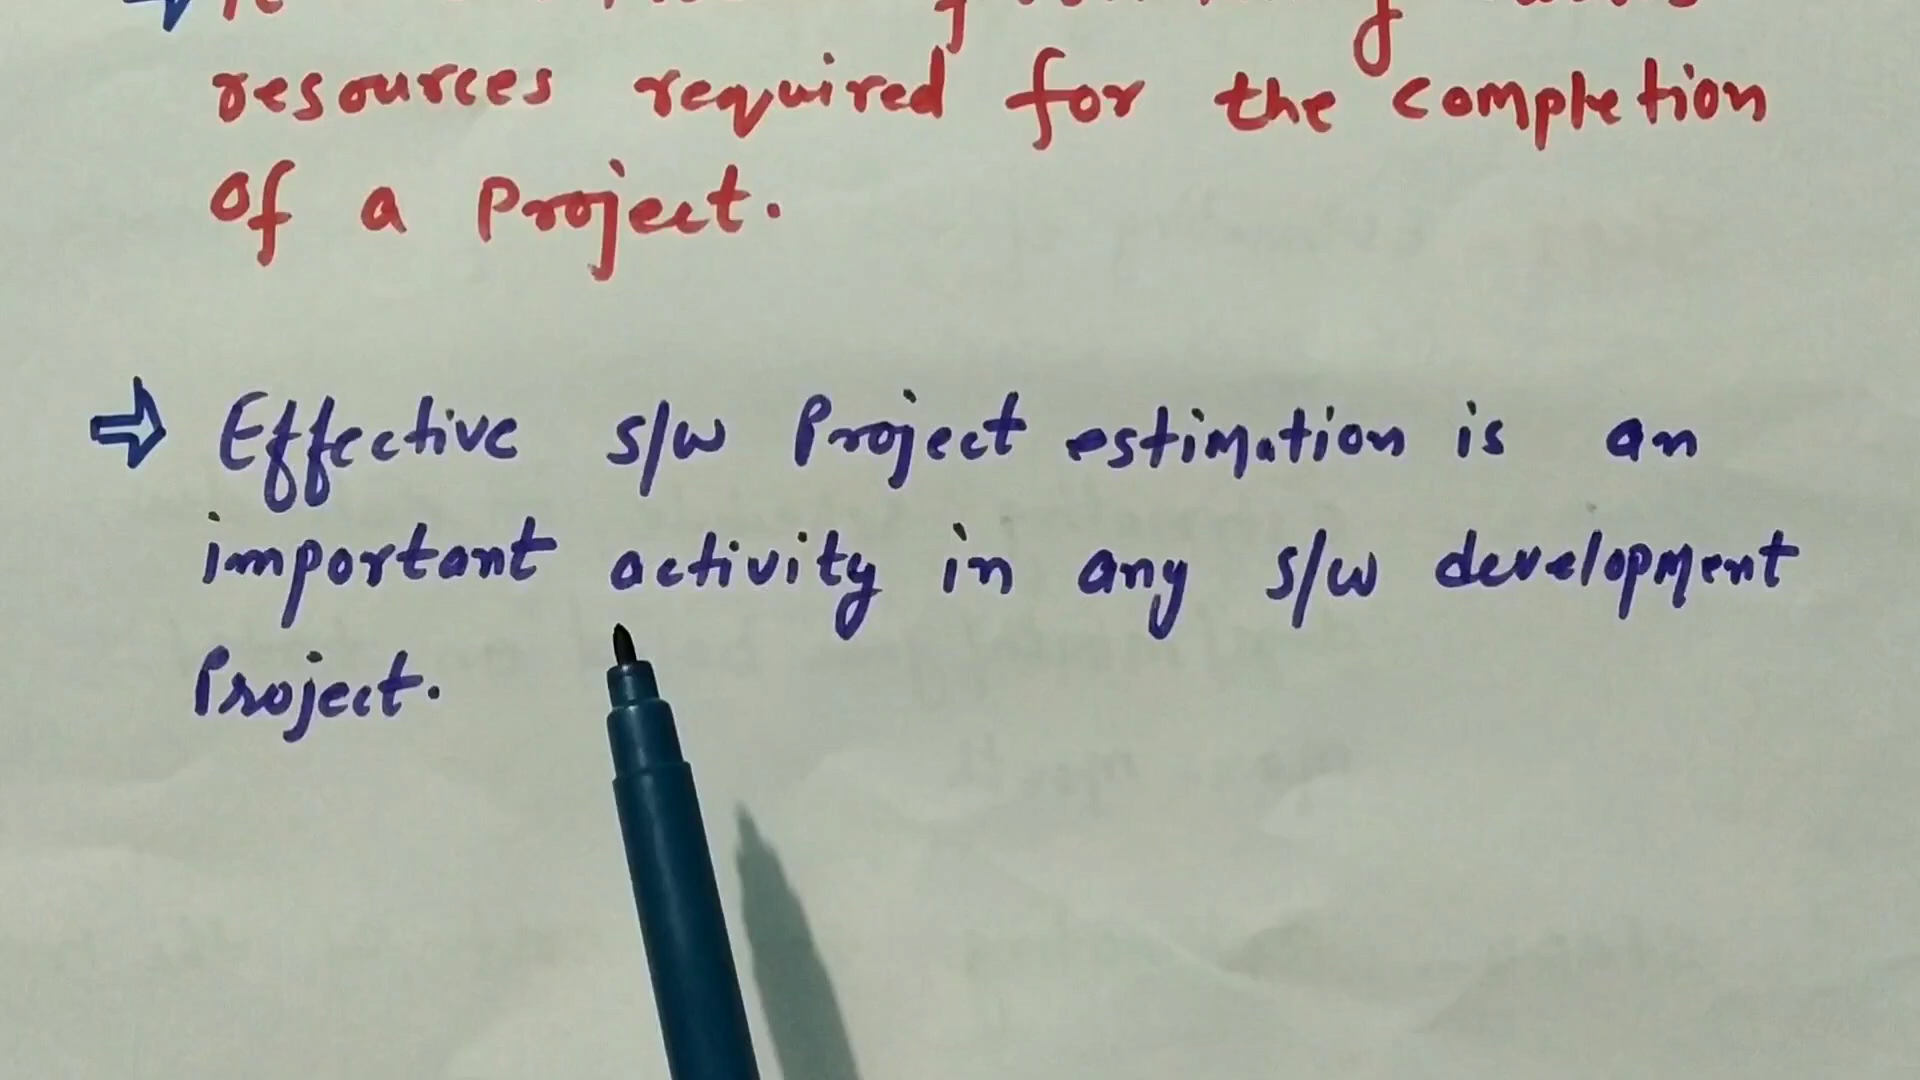 resources required for the completion
of a Project.
⇒ Effective s/w Project estimation is an
important activity in any s/w development
Project.